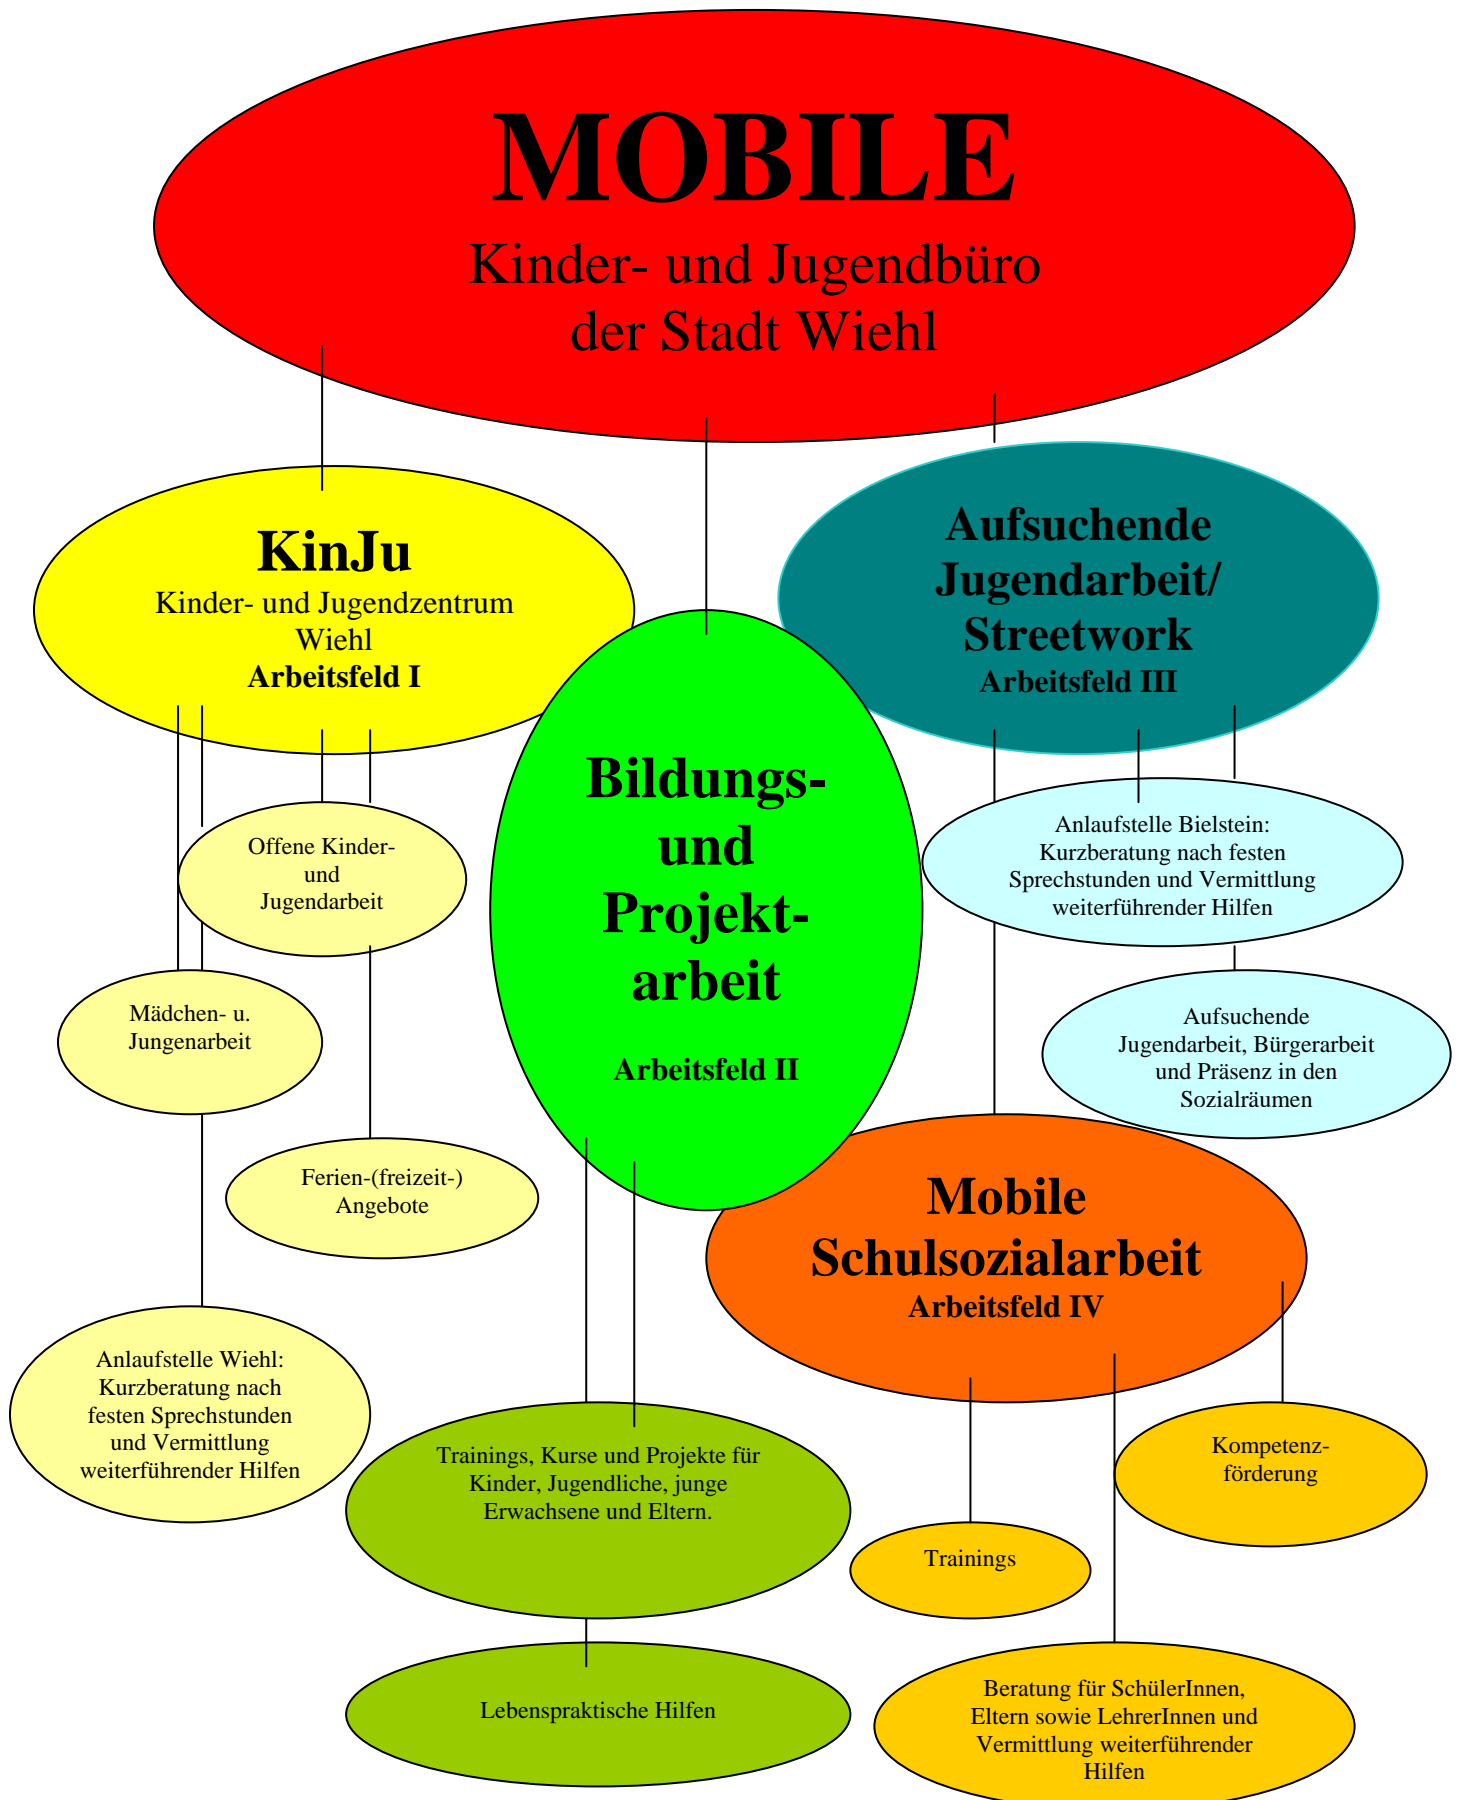 MOBILE
Kinder- und Jugendbüro
der Stadt Wiehl
KinJu
Kinder- und Jugendzentrum
Wiehl
Arbeitsfeld I
Aufsuchende
Jugendarbeit/
Streetwork
Arbeitsfeld III
Bildungs-
und
Projekt-
arbeit
Arbeitsfeld II
Offene Kinder-
und
Jugendarbeit
Anlaufstelle Bielstein:
Kurzberatung nach festen
Sprechstunden und Vermittlung
weiterführender Hilfen
Mädchen- u.
Jungenarbeit
Aufsuchende
Jugendarbeit, Bürgerarbeit
und Präsenz in den
Sozialräumen
Ferien-(freizeit-)
Angebote
Mobile
Schulsozialarbeit
Arbeitsfeld IV
Anlaufstelle Wiehl:
Kurzberatung nach
festen Sprechstunden
und Vermittlung
weiterführender Hilfen
Trainings, Kurse und Projekte für
Kinder, Jugendliche, junge
Erwachsene und Eltern.
Kompetenz-
förderung
Trainings
Lebenspraktische Hilfen
Beratung für SchülerInnen,
Eltern sowie LehrerInnen und
Vermittlung weiterführender
Hilfen